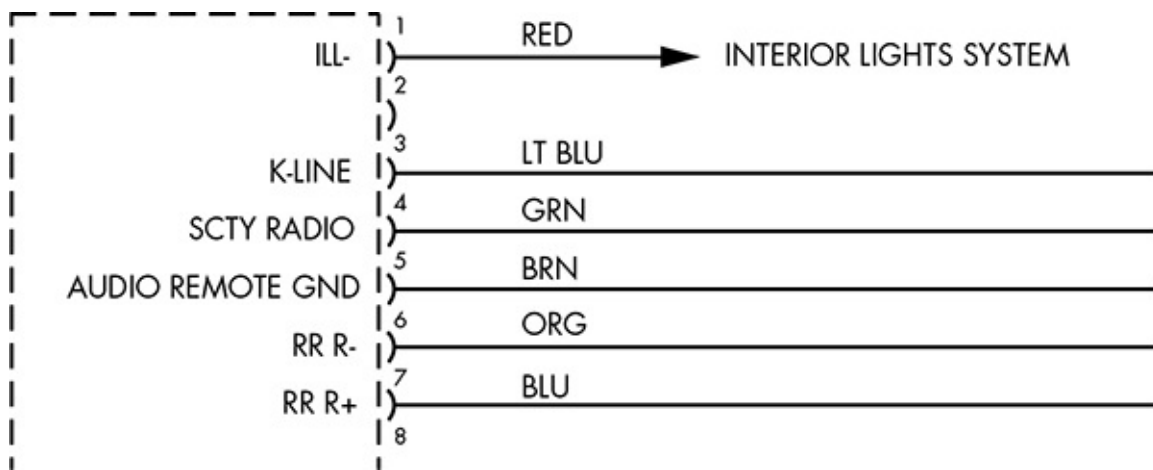 1
ILL- RED INTERIOR LIGHTS SYSTEM
2
3
K-LINE LT BLU
4
SCTY RADIO GRN
5
AUDIO REMOTE GND BRN
6
RR R- ORG
7
RR R+ BLU
8